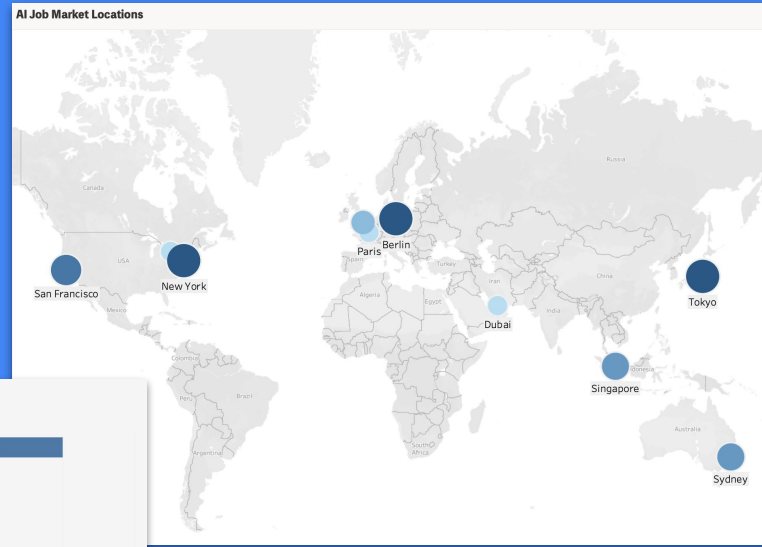 AI Job Market Locations
Russia
Canada
Berlin
Paris
Spain
USA
Turkey
New York
San Francisco
Iran
China
Algeria
Egypt
Tokyo
Mexico
India
Dubai
Colombia
Singapore
Peru
Brazil
Australia
Argentina
South
Africa
Sydney